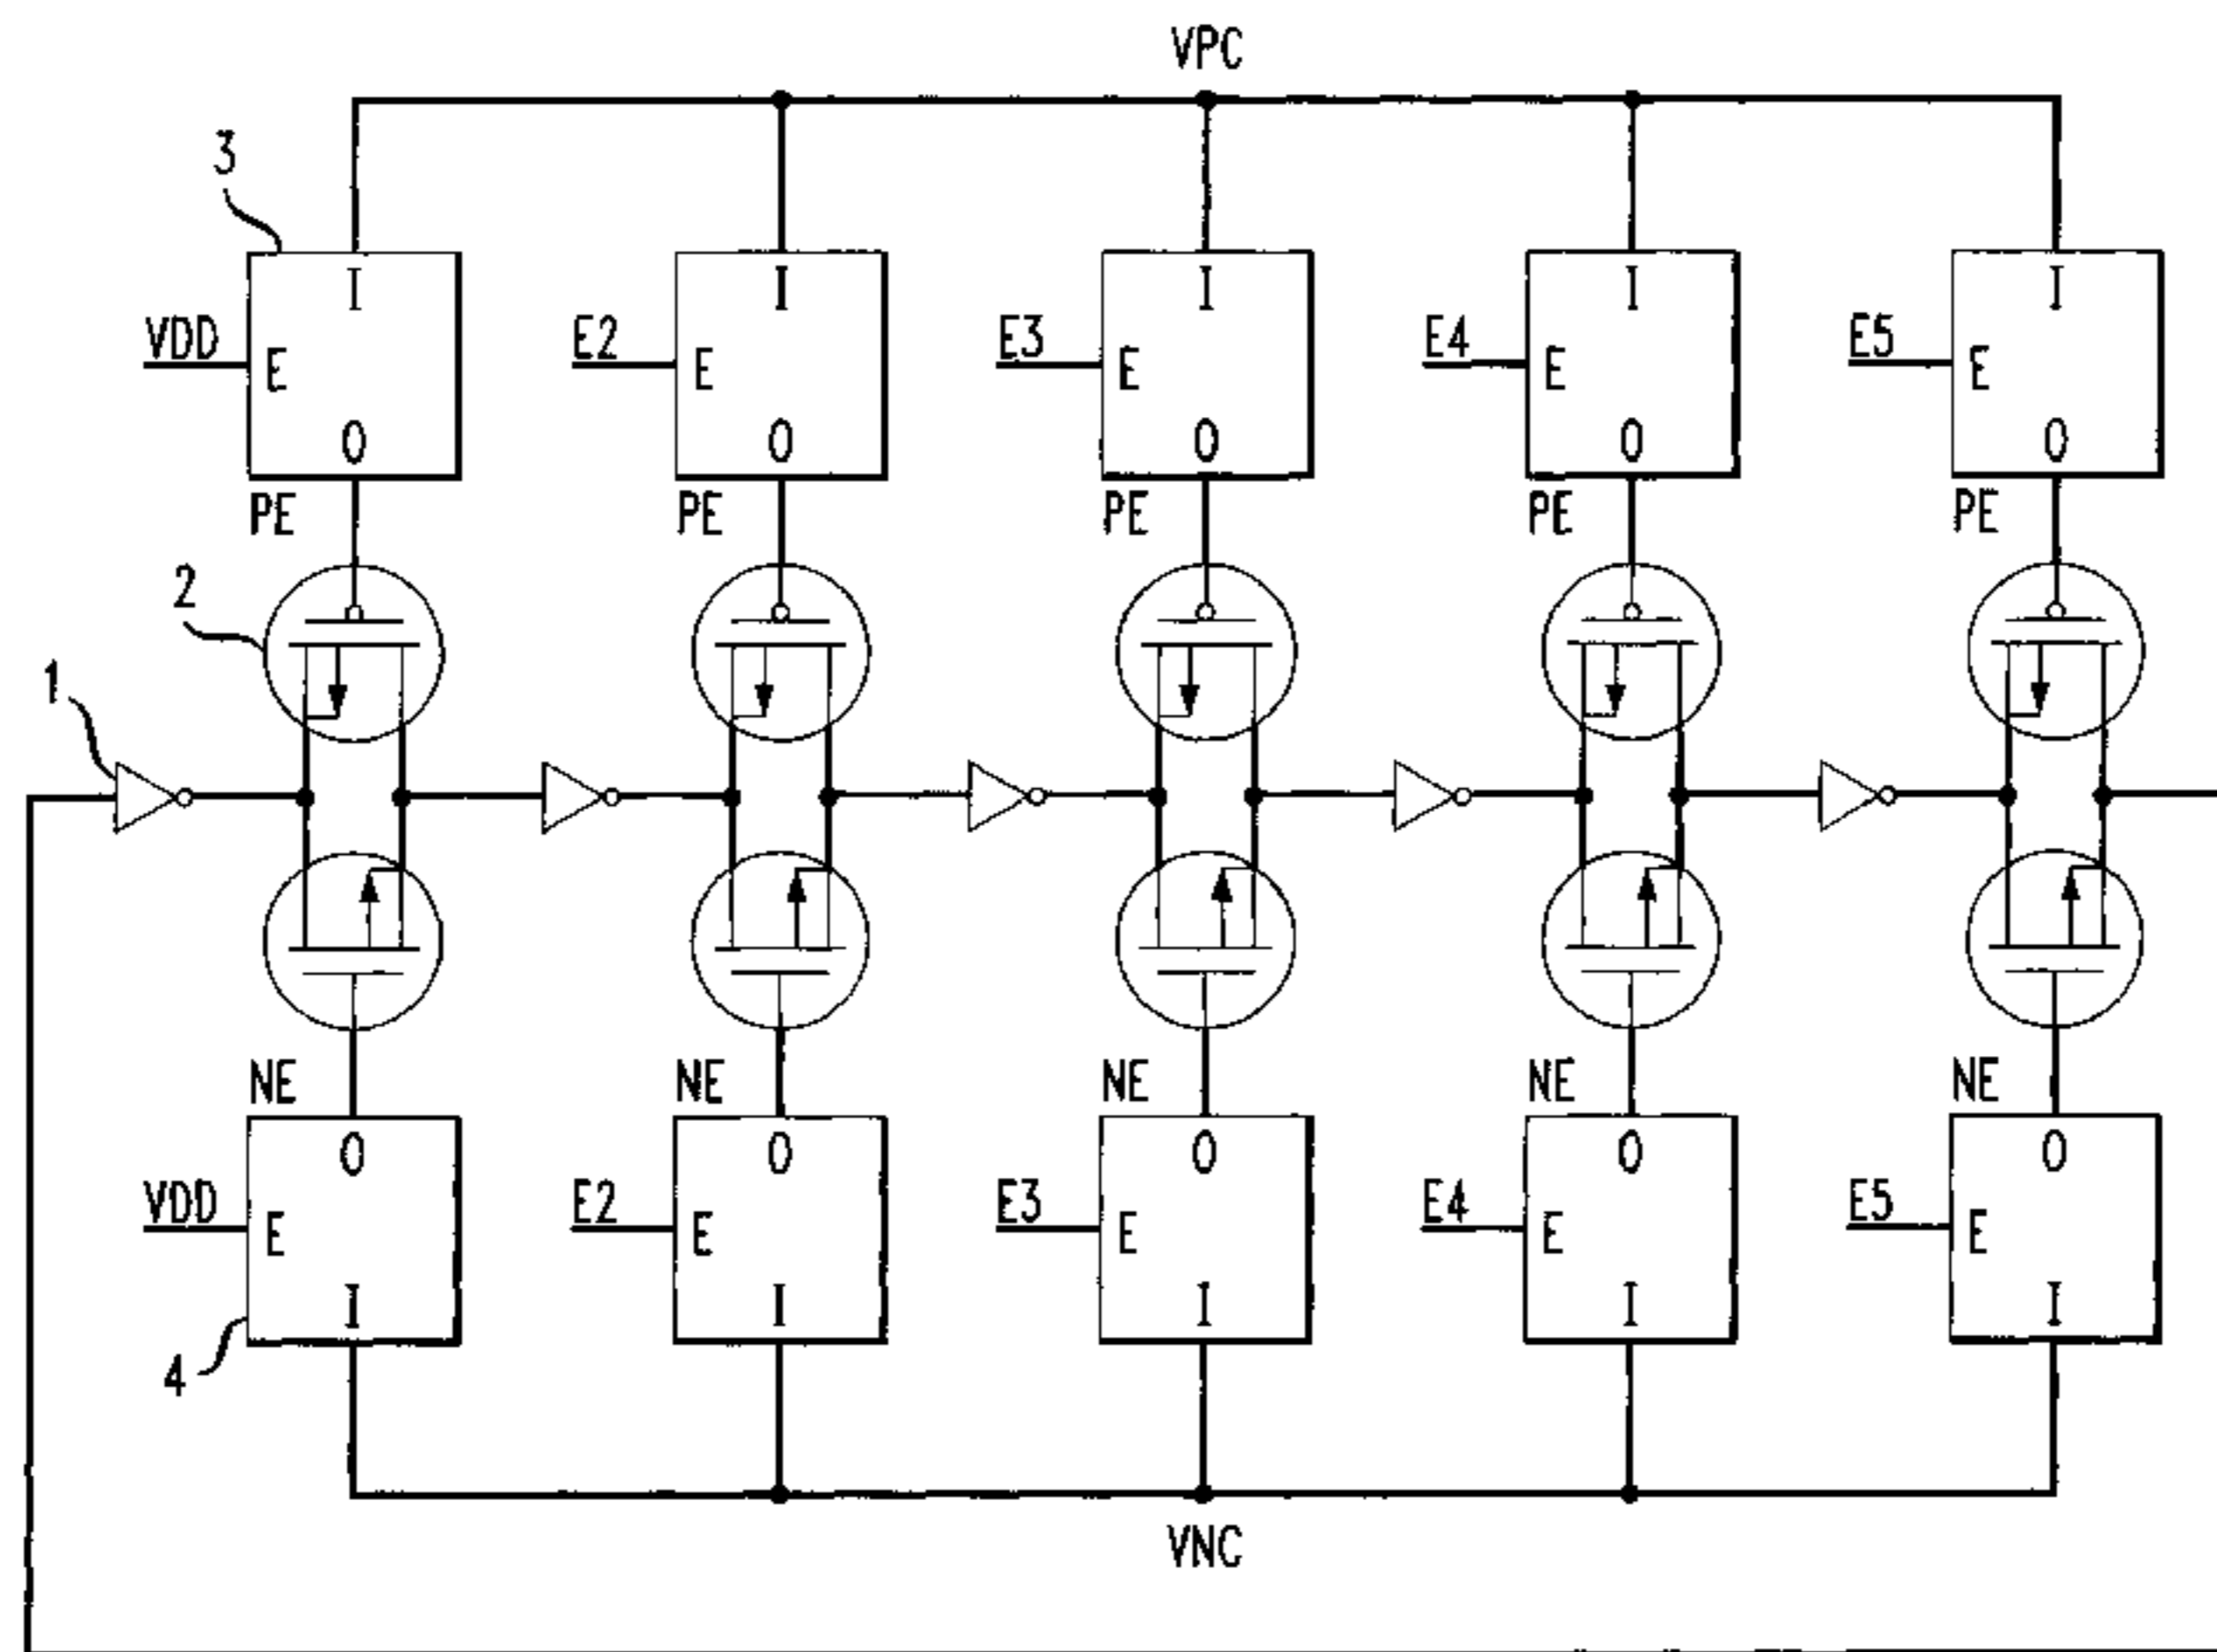 VPC
3
I I I I I
VDD E E2 E E3 E E4 E E5 E
O O O O O
PE PE PE PE PE
2
1
NE NE NE NE NE
O O O O O
VDD E E2 E E3 E E4 E E5 E
I I I I I
4
VNC